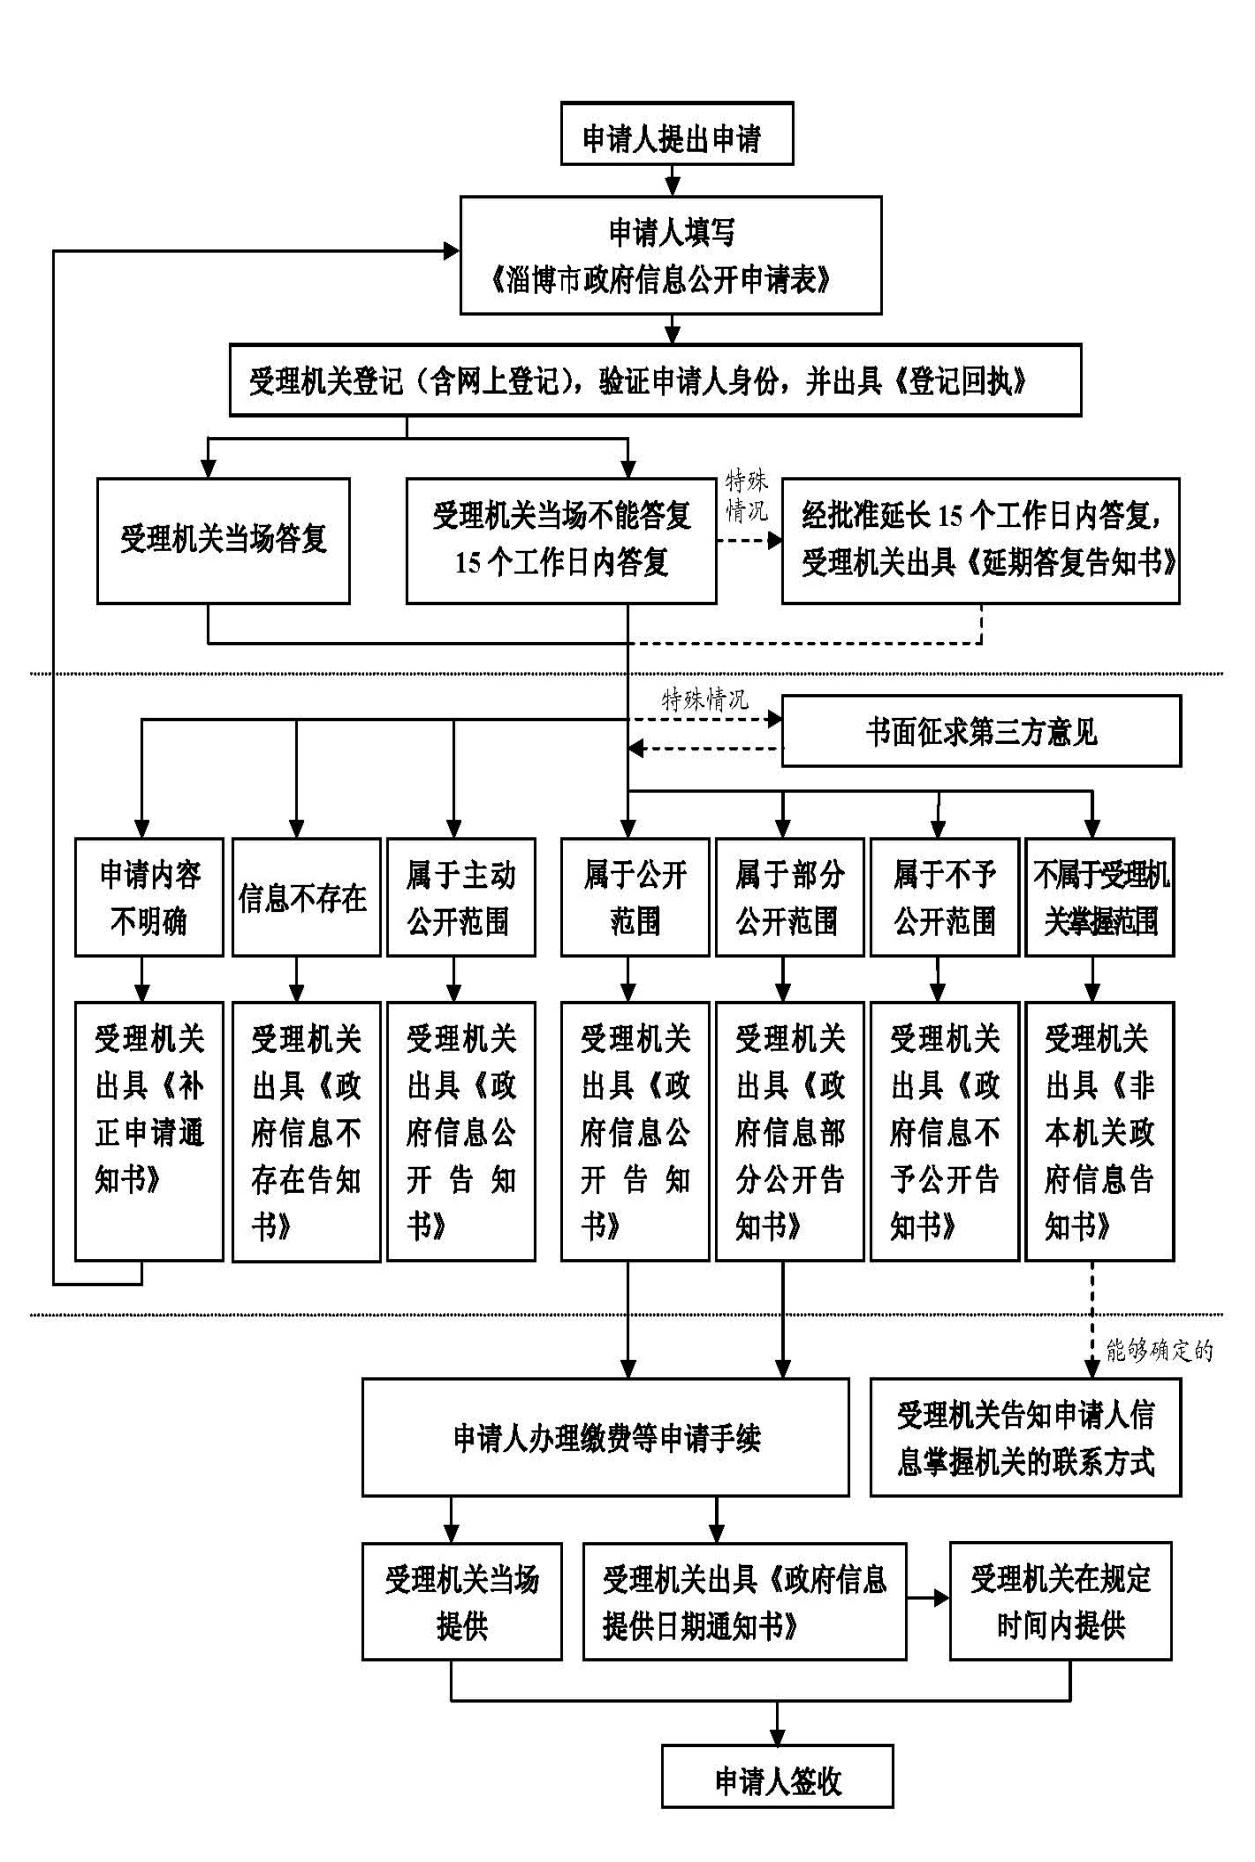 申请人提出申请
申请人填写
《淄博市政府信息公开申请表》
受理机关登记（含网上登记），验证申请人身份，并出具《登记回执》
受理机关当场答复
受理机关当场不能答复
15 个工作日内答复
特殊
情况
经批准延长 15 个工作日内答复，
受理机关出具《延期答复告知书》
特殊情况
书面征求第三方意见
申请内容
不明确
信息不存在
属于主动
公开范围
属于公开
范围
属于部分
公开范围
属于不予
公开范围
不属于受理机
关掌握范围
受理机关
出具《补
正申请通
知书》
受理机关
出具《政
府信息不
存在告知
书》
受理机关
出具《政
府信息公
开告知
书》
受理机关
出具《政
府信息公
开告知
书》
受理机关
出具《政
府信息部
分公开告
知书》
受理机关
出具《政
府信息不
予公开告
知书》
受理机关
出具《非
本机关政
府信息告
知书》
能够确定的
申请人办理缴费等申请手续
受理机关告知申请人信
息掌握机关的联系方式
受理机关当场
提供
受理机关出具《政府信息
提供日期通知书》
受理机关在规定
时间内提供
申请人签收